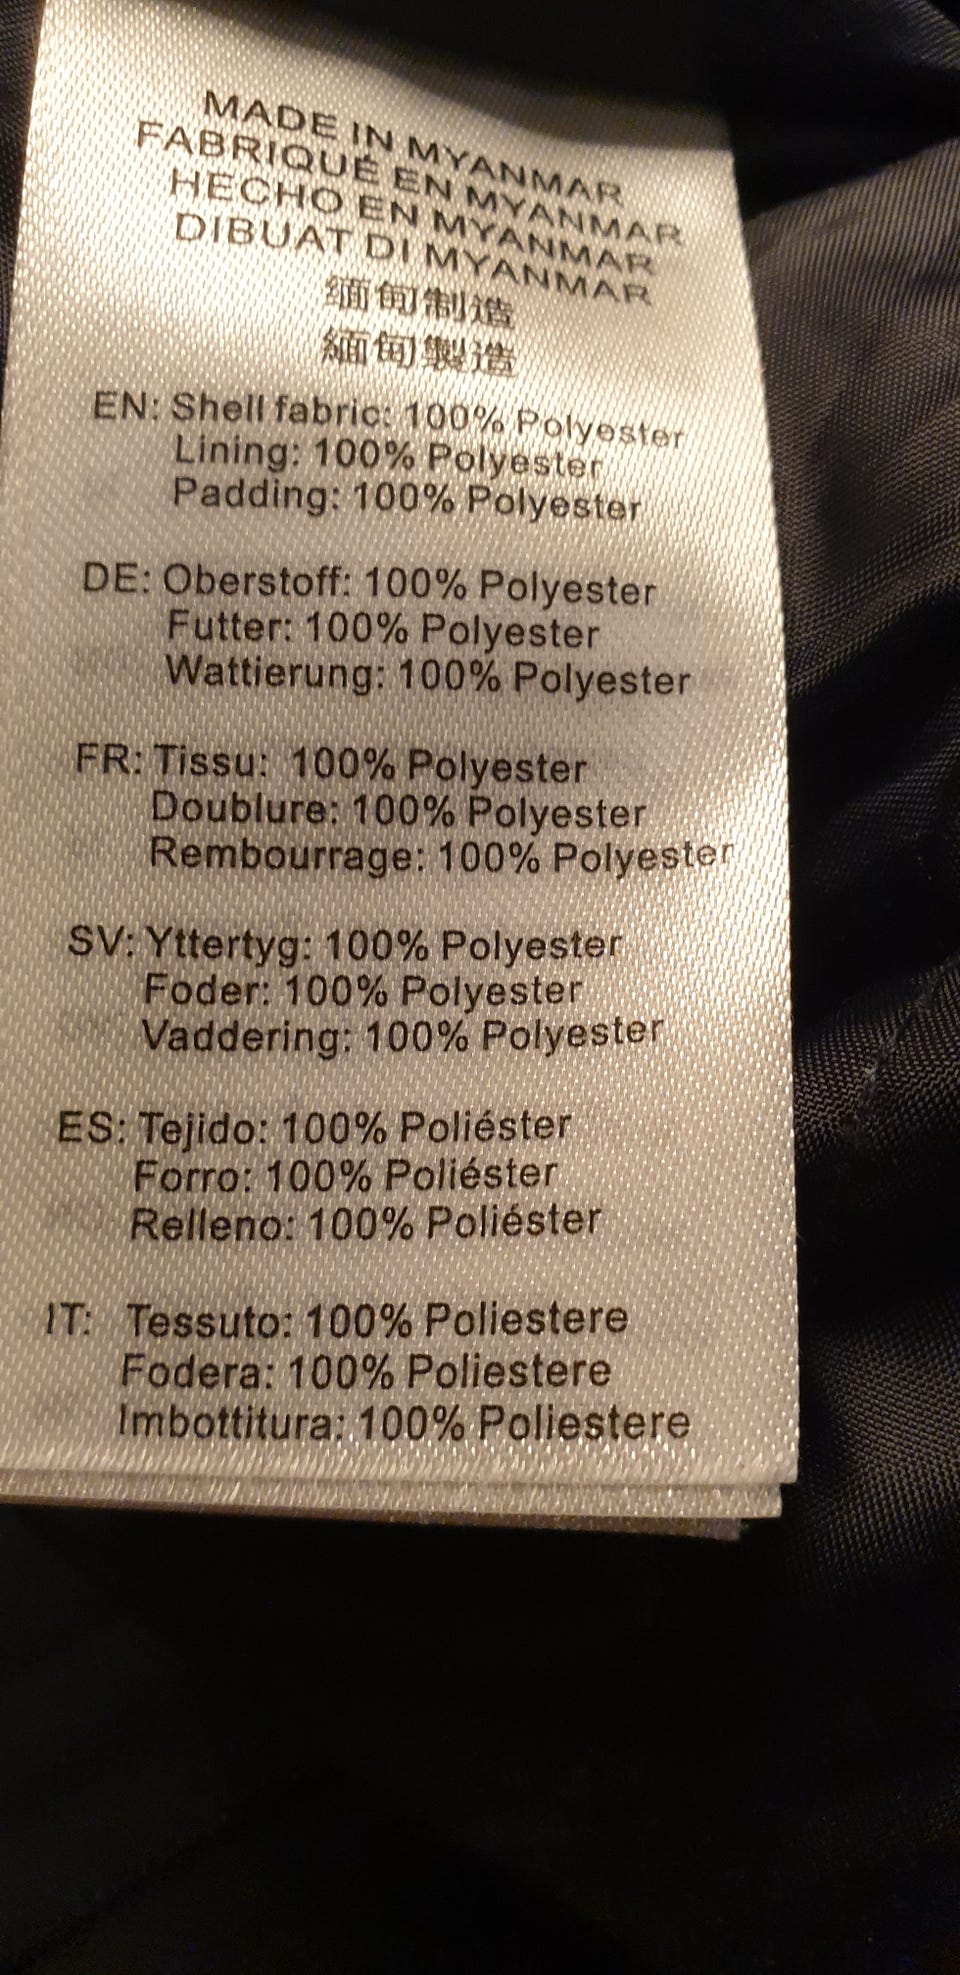 MADE IN MYANMAR
FABRIQUÉ EN MYANMAR
HECHO EN MYANMAR
DIBUAT DI MYANMAR
缅甸制造
緬甸製造
EN: Shell fabric: 100% Polyester
Lining: 100% Polyester
Padding: 100% Polyester
DE: Oberstoff: 100% Polyester
Futter: 100% Polyester
Wattierung: 100% Polyester
FR: Tissu: 100% Polyester
Doublure: 100% Polyester
Rembourrage: 100% Polyester
SV: Yttertyg: 100% Polyester
Foder: 100% Polyester
Vaddering: 100% Polyester
ES: Tejido: 100% Poliéster
Forro: 100% Poliéster
Relleno: 100% Poliéster
IT: Tessuto: 100% Poliestere
Fodera: 100% Poliestere
Imbottitura: 100% Poliestere